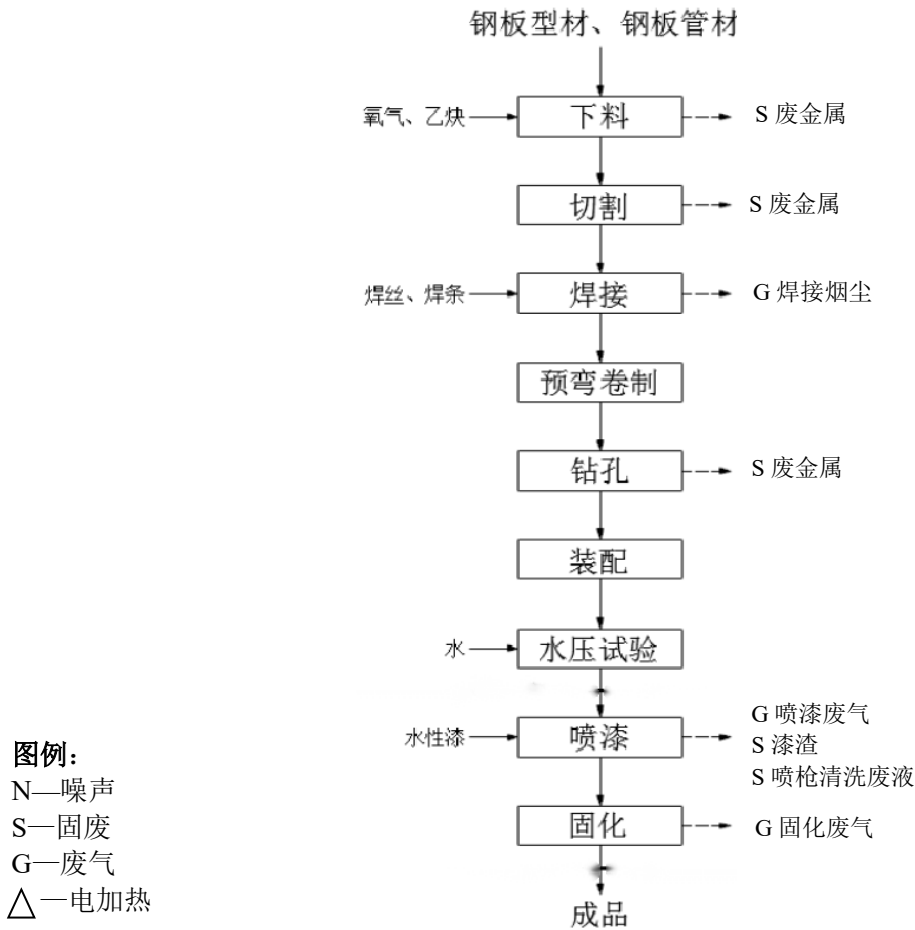 钢板型材、钢板管材
氧气、乙炔
下料
S 废金属
切割
S 废金属
焊丝、焊条
焊接
G 焊接烟尘
预弯卷制
钻孔
S 废金属
装配
水
水压试验
水性漆
喷漆
G 喷漆废气
S 漆渣
S 喷枪清洗废液
固化
G 固化废气
成品
图例：
N—噪声
S—固废
G—废气
△—电加热